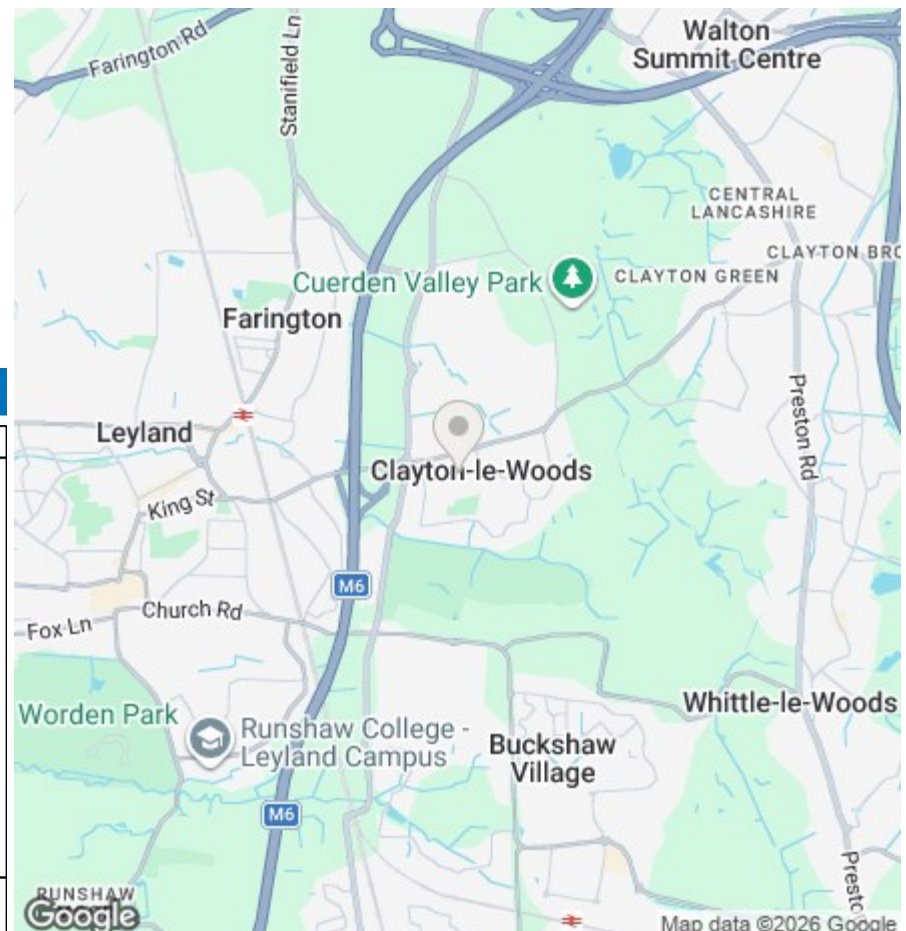 Farington Rd
Stanifield Ln
Walton
Summit Centre
CENTRAL
LANCASHIRE
CLAYTON BRO
Cuerden Valley Park
CLAYTON GREEN
Farington
Leyland
Preston Rd
Clayton-le-Woods
King St
M6
Church Rd
Fox Ln
Worden Park
Whittle-le-Woods
Runshaw College -
Leyland Campus
Buckshaw
Village
M6
Presto
RUNSHAW
Google
Map data ©2026 Google